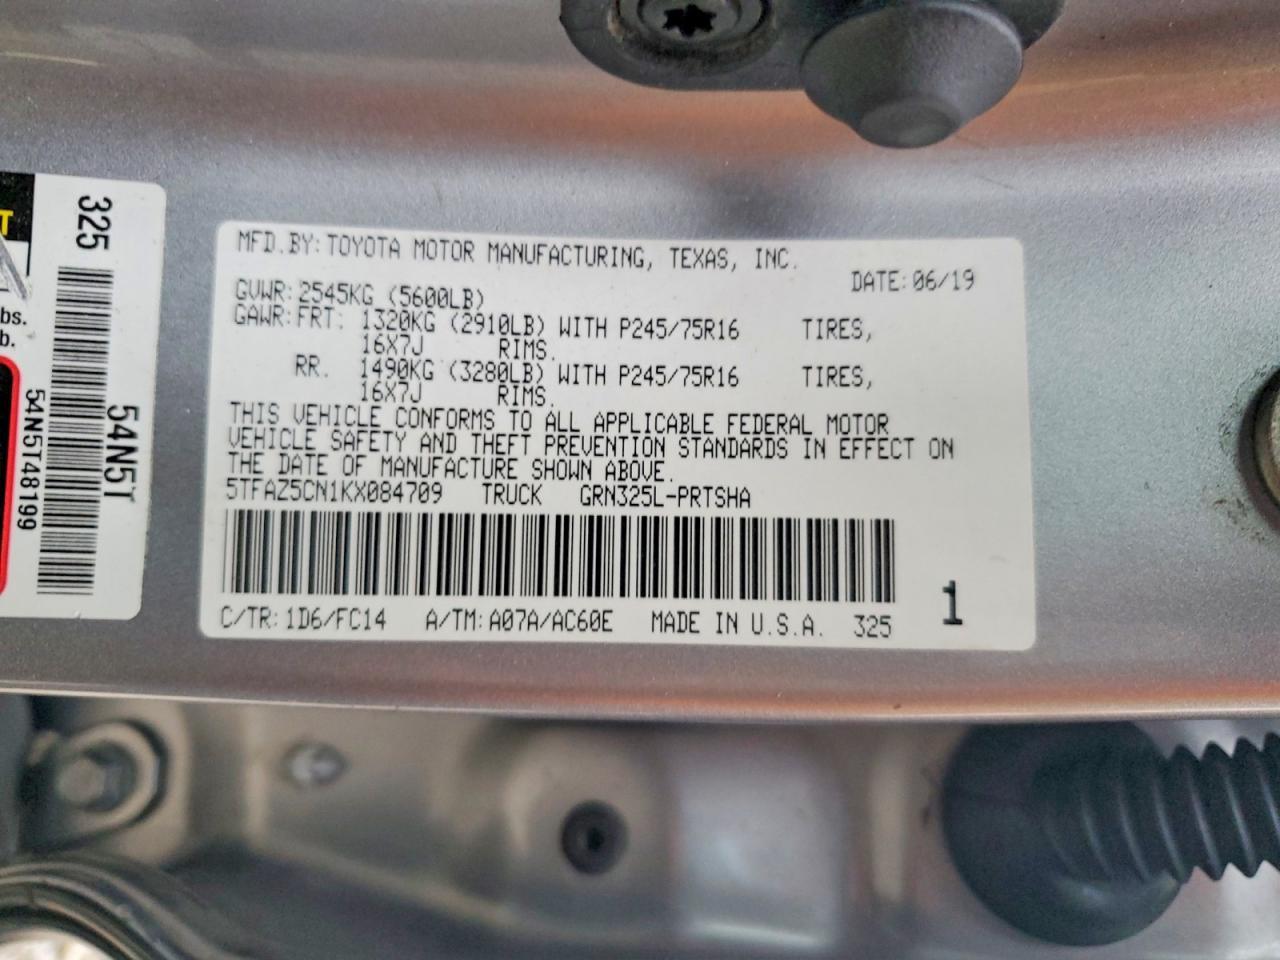 MFD.BY: TOYOTA MOTOR MANUFACTURING, TEXAS, INC.
DATE: 06/19
GVWR: 2545KG (5600LB)
GAWR: FRT: 1320KG (2910LB) WITH P245/75R16 TIRES,
16X7J RIMS.
RR. 1490KG (3280LB) WITH P245/75R16 TIRES,
16X7J RIMS.
THIS VEHICLE CONFORMS TO ALL APPLICABLE FEDERAL MOTOR
VEHICLE SAFETY AND THEFT PREVENTION STANDARDS IN EFFECT ON
THE DATE OF MANUFACTURE SHOWN ABOVE.
5TFAZ5CN1KX084709 TRUCK GRN325L-PRTSHA
C/TR: 1D6/FC14 A/TM: A07A/AC60E MADE IN U.S.A. 325
1
325
54N5T
54N5T48199